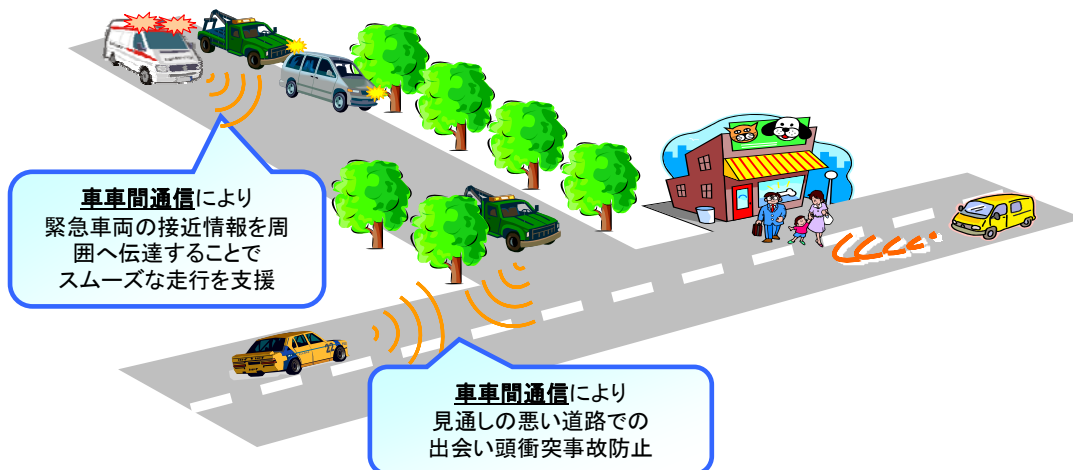 車車間通信により
緊急車両の接近情報を周
囲へ伝達することで
スムーズな走行を支援
車車間通信により
見通しの悪い道路での
出会い頭衝突事故防止